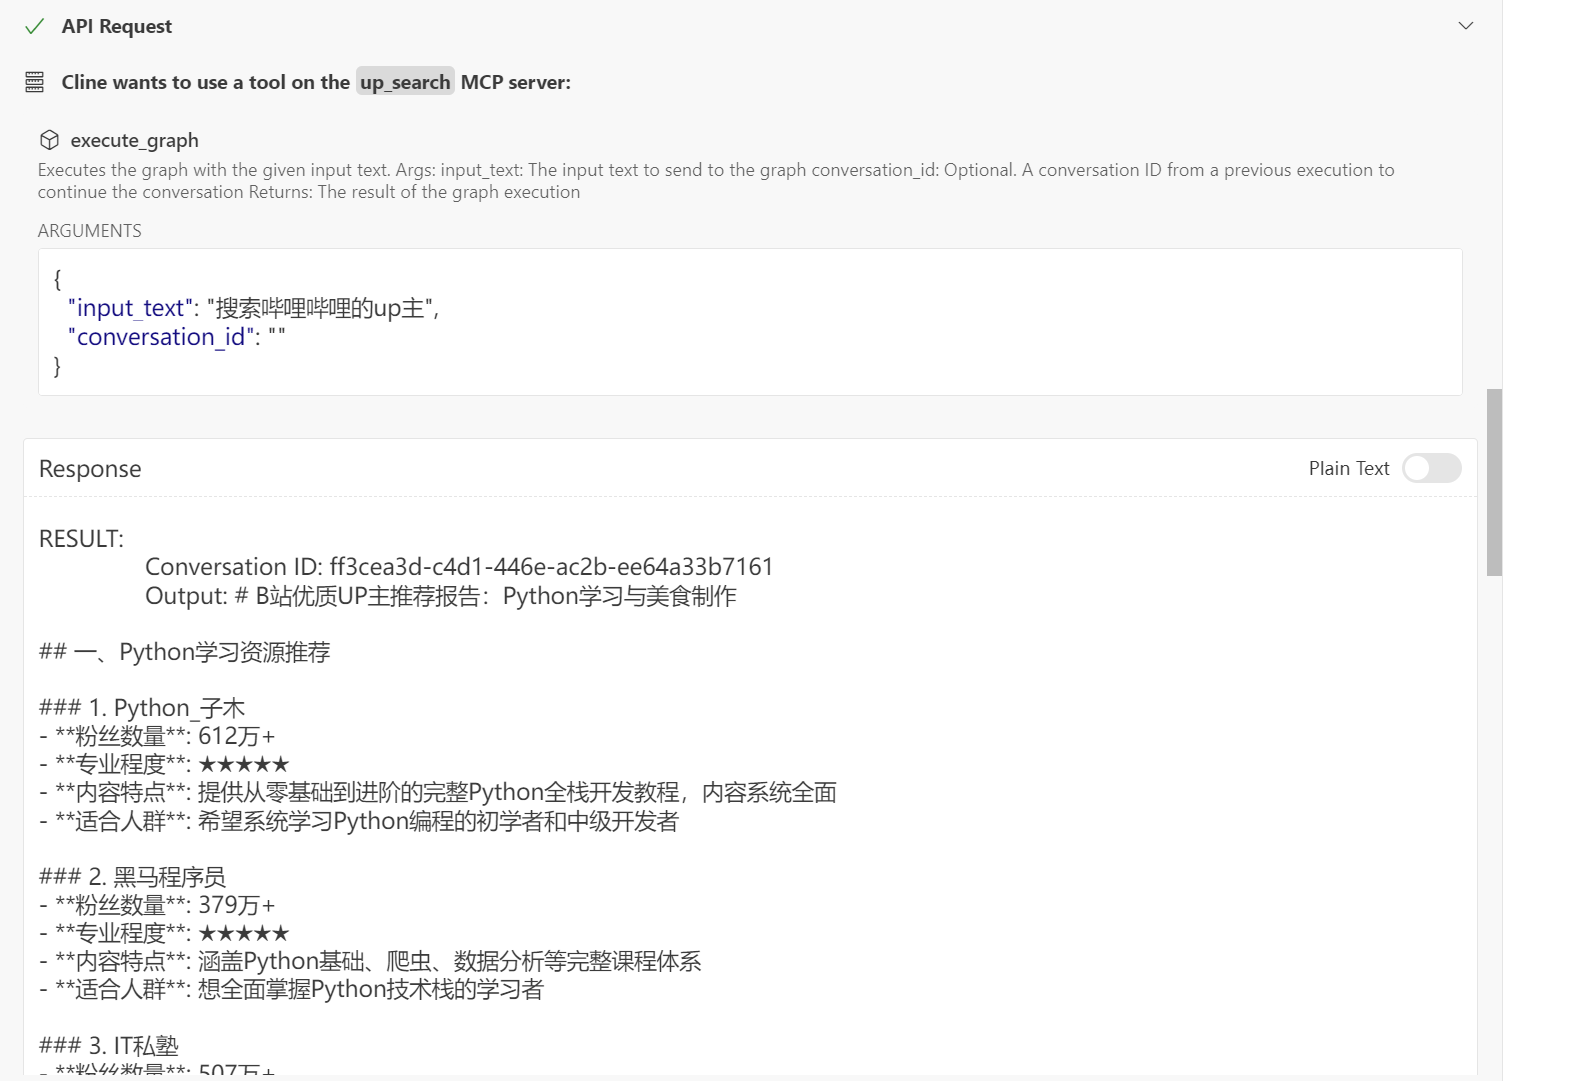 API Request
Cline wants to use a tool on the up_search MCP server:
execute_graph
Executes the graph with the given input text. Args: input_text: The input text to send to the graph conversation_id: Optional. A conversation ID from a previous execution to
continue the conversation Returns: The result of the graph execution
ARGUMENTS
{
"input_text": "搜索哔哩哔哩的up主",
"conversation_id": ""
}
Response
Plain Text
RESULT:
Conversation ID: ff3cea3d-c4d1-446e-ac2b-ee64a33b7161
Output: # B站优质UP主推荐报告：Python学习与美食制作
## 一、Python学习资源推荐
### 1. Python_子木
- **粉丝数量**: 612万+
- **专业程度**: ★★★★★
- **内容特点**: 提供从零基础到进阶的完整Python全栈开发教程，内容系统全面
- **适合人群**: 希望系统学习Python编程的初学者和中级开发者
### 2. 黑马程序员
- **粉丝数量**: 379万+
- **专业程度**: ★★★★★
- **内容特点**: 涵盖Python基础、爬虫、数据分析等完整课程体系
- **适合人群**: 想全面掌握Python技术栈的学习者
### 3. IT私塾
- **粉丝数量**: 507万+